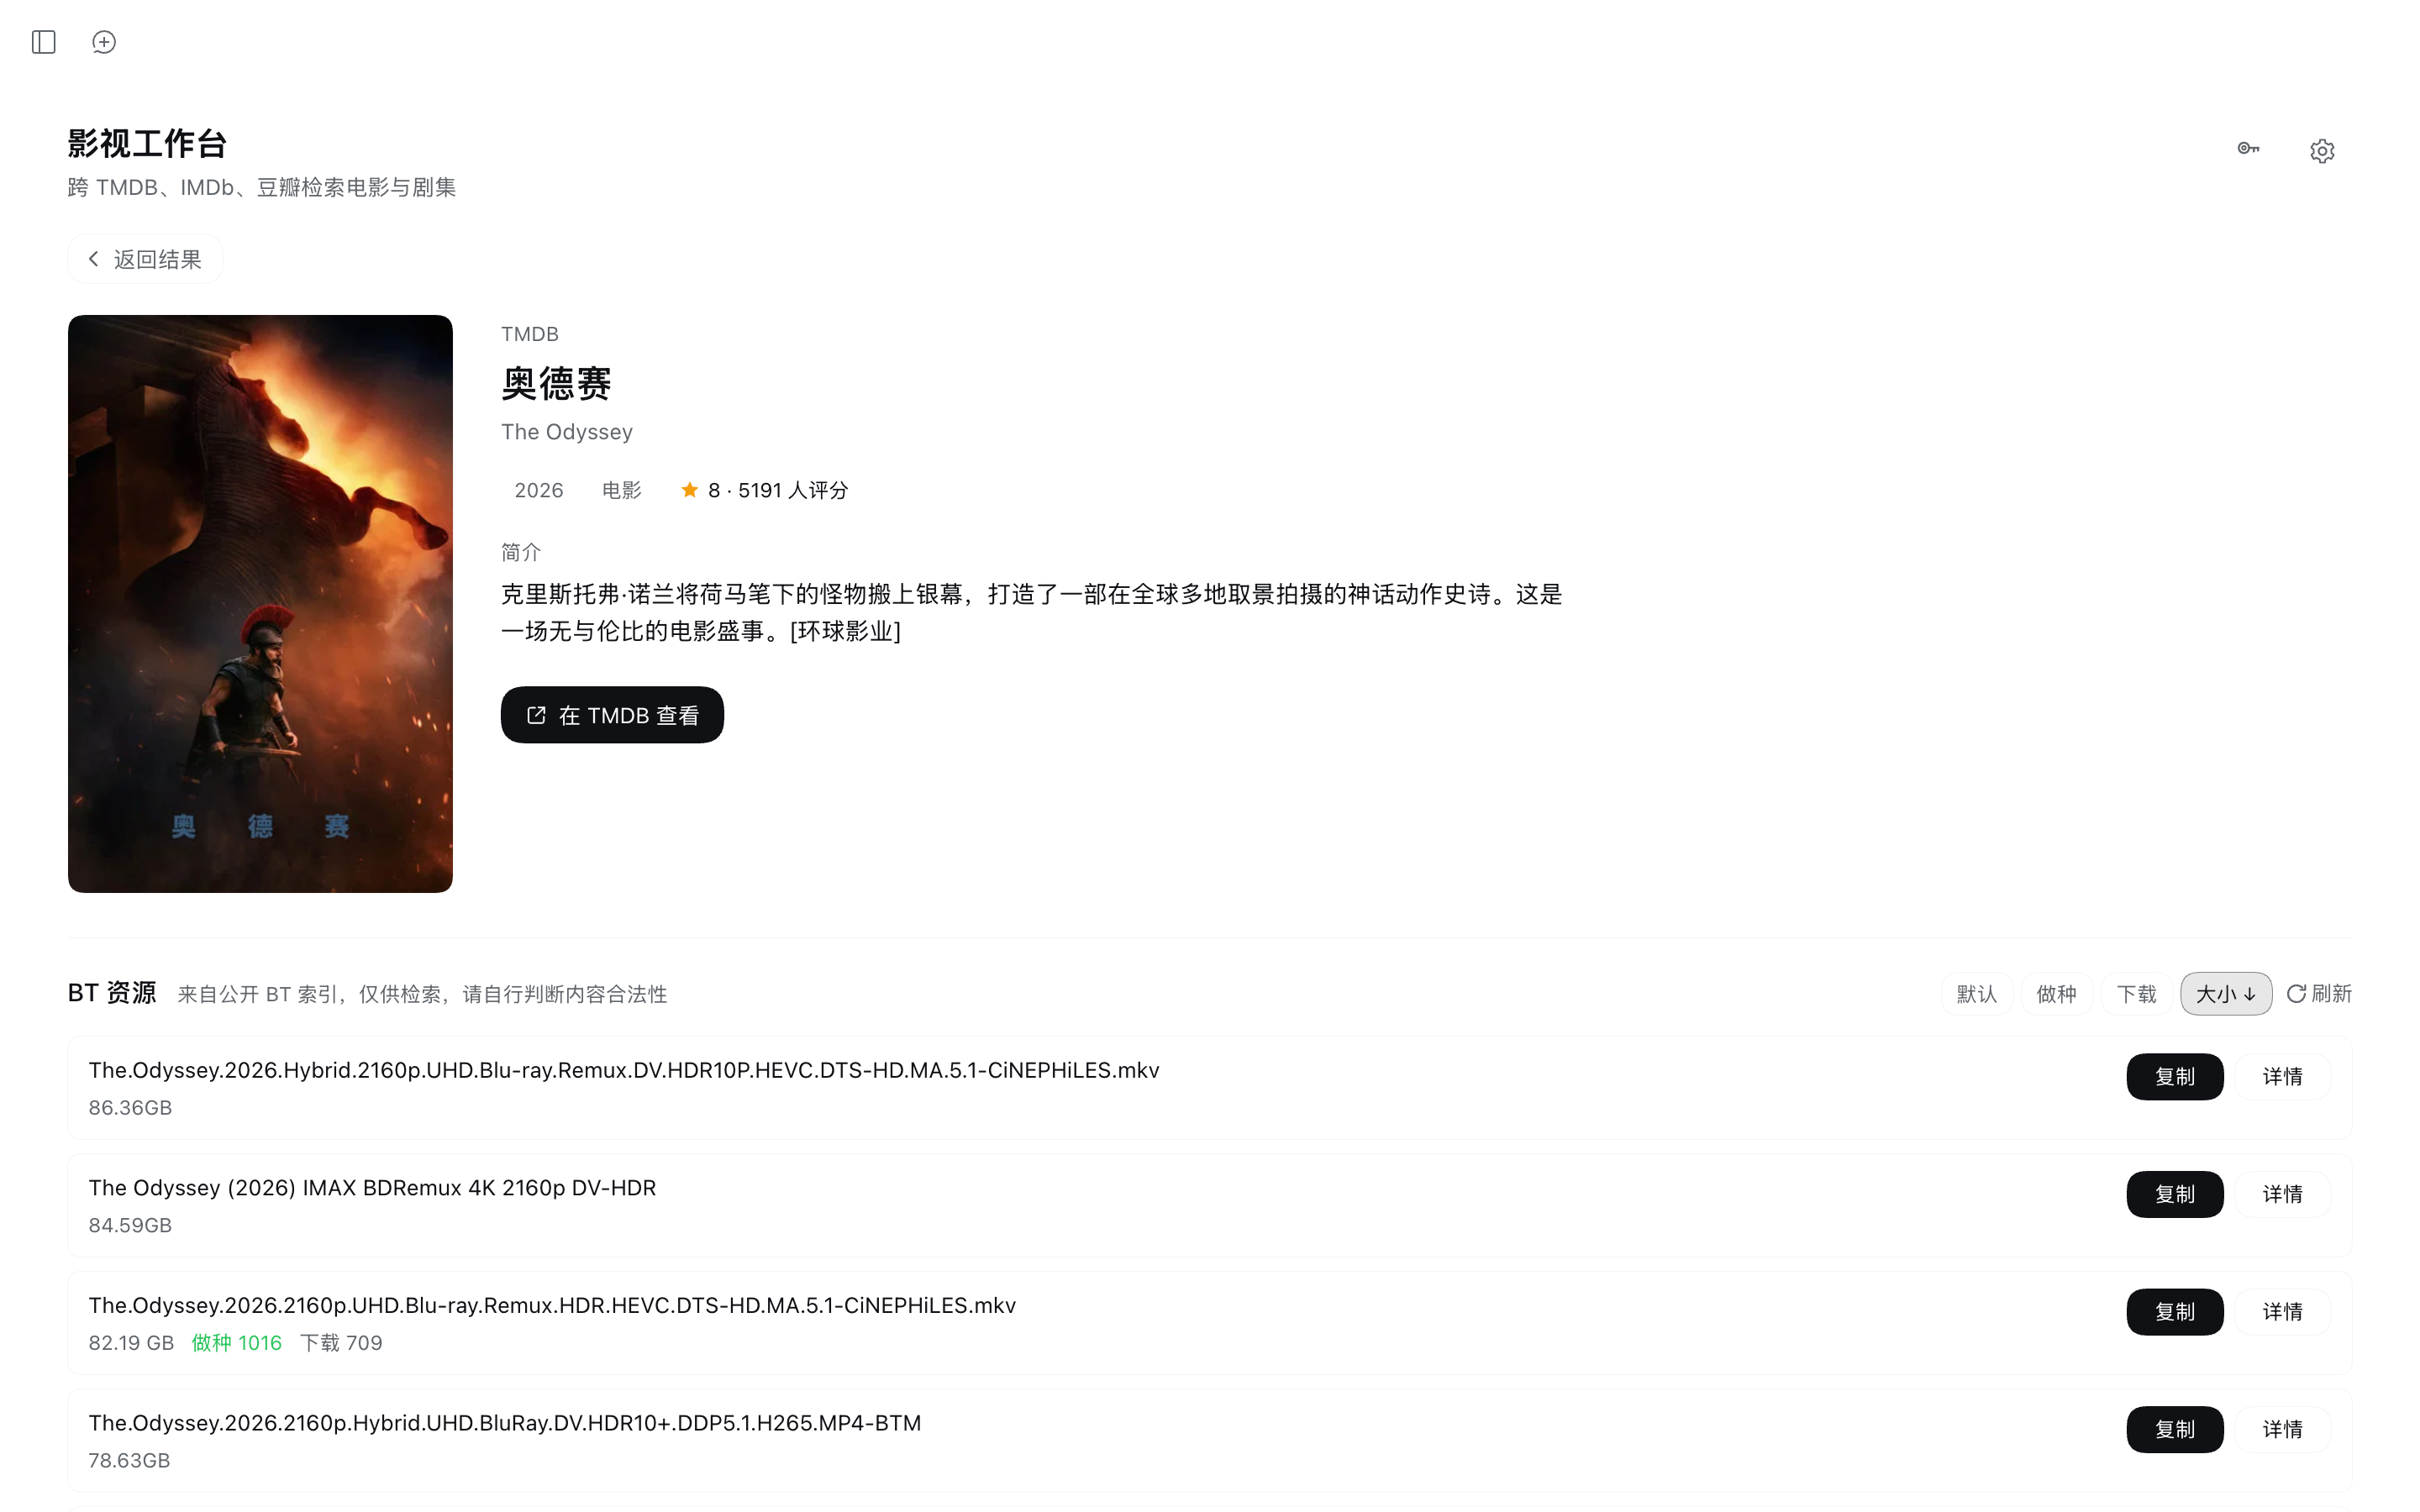 影视工作台
跨 TMDB、IMDb、豆瓣检索电影与剧集
返回结果
奥 德 赛
TMDB
奥德赛
The Odyssey
2026 电影 8 · 5191 人评分
简介
克里斯托弗·诺兰将荷马笔下的怪物搬上银幕，打造了一部在全球多地取景拍摄的神话动作史诗。这是
一场无与伦比的电影盛事。[环球影业]
在 TMDB 查看
BT 资源 来自公开 BT 索引，仅供检索，请自行判断内容合法性 默认 做种 下载 大小 ↓ 刷新
The.Odyssey.2026.Hybrid.2160p.UHD.Blu-ray.Remux.DV.HDR10P.HEVC.DTS-HD.MA.5.1-CiNEPHiLES.mkv 复制 详情
86.36GB
The Odyssey (2026) IMAX BDRemux 4K 2160p DV-HDR 复制 详情
84.59GB
The.Odyssey.2026.2160p.UHD.Blu-ray.Remux.HDR.HEVC.DTS-HD.MA.5.1-CiNEPHiLES.mkv 复制 详情
82.19 GB 做种 1016 下载 709
The.Odyssey.2026.2160p.Hybrid.UHD.BluRay.DV.HDR10+.DDP5.1.H265.MP4-BTM 复制 详情
78.63GB